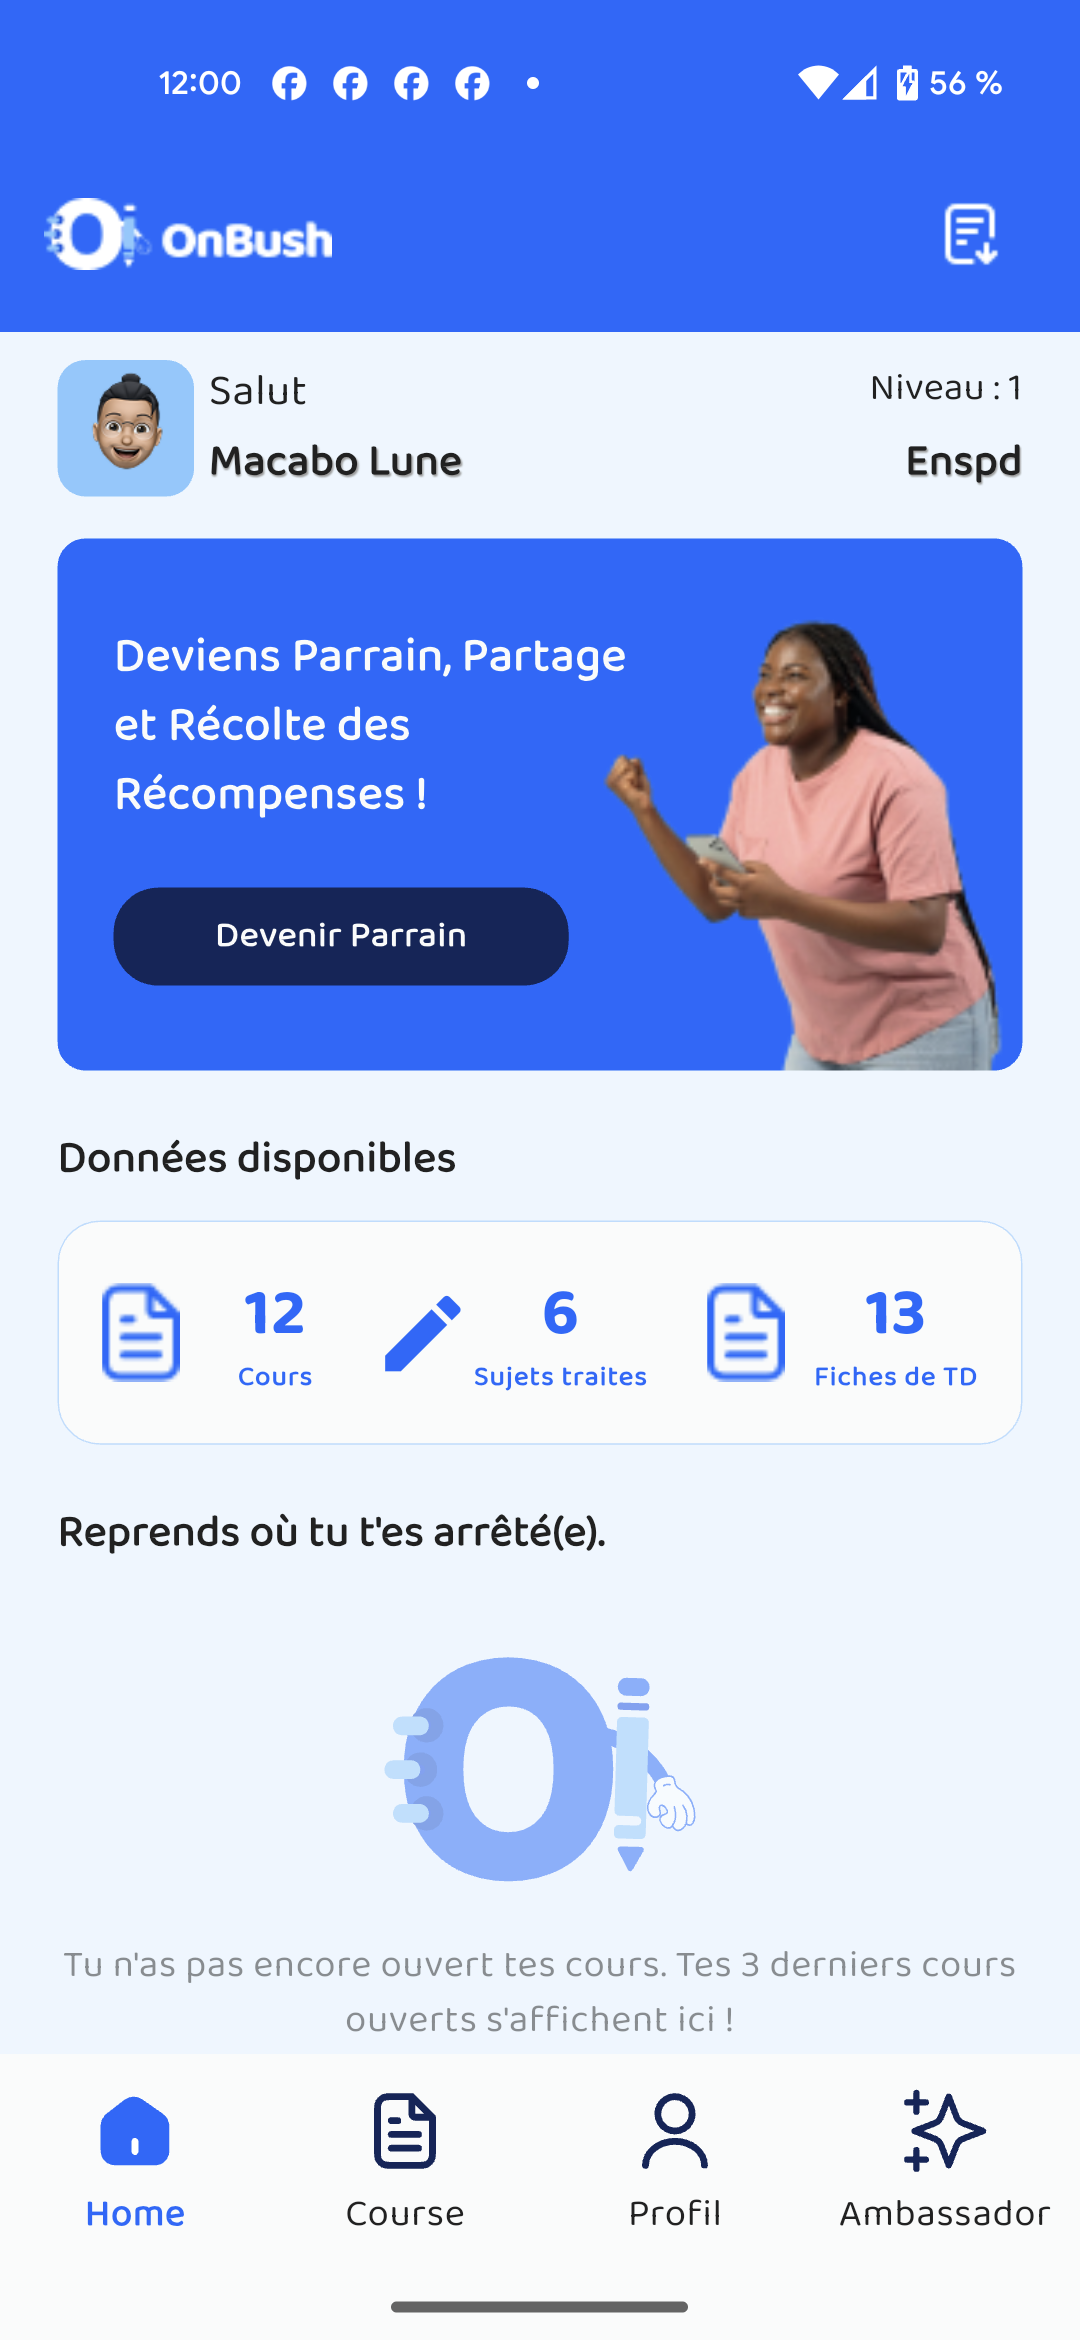 12:00
56 %
OnBush
Salut
Niveau : 1
Macabo Lune
Enspd
Deviens Parrain, Partage
et Récolte des
Récompenses !
Devenir Parrain
Données disponibles
12
6
13
Cours
Sujets traites
Fiches de TD
Reprends où tu t'es arrêté(e).
Tu n'as pas encore ouvert tes cours. Tes 3 derniers cours
ouverts s'affichent ici !
Home
Course
Profil
Ambassador